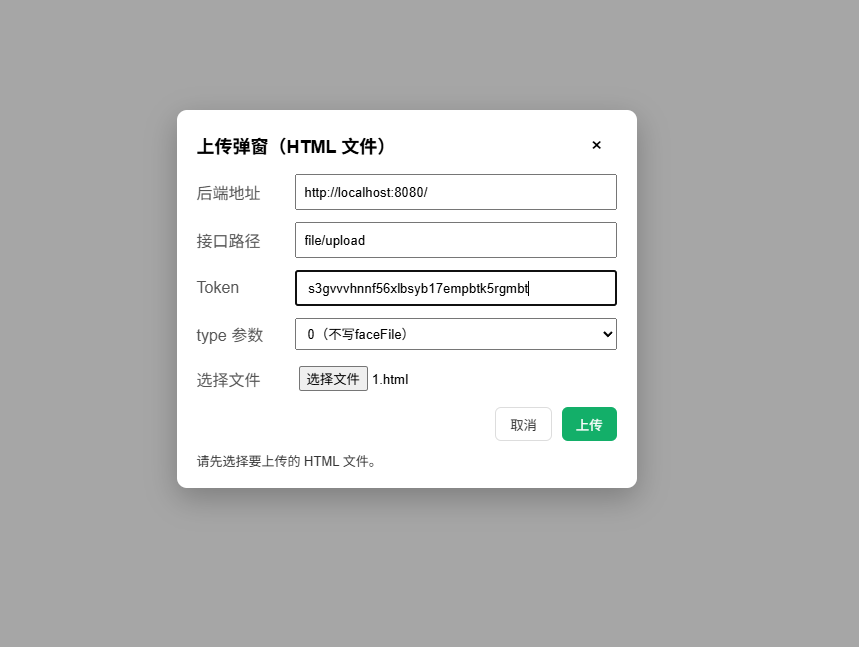 上传弹窗（HTML 文件） ×
后端地址 http://localhost:8080/
接口路径 file/upload
Token s3gvvvhnnf56xlbsyb17empbtk5rgmbt
type 参数 0（不写faceFile）
选择文件 选择文件 1.html
取消 上传
请先选择要上传的 HTML 文件。